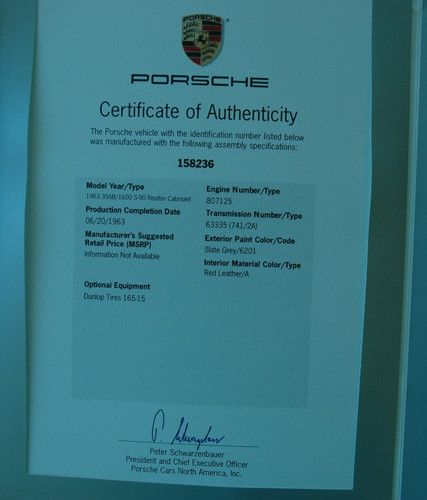 PORSCHE
PORSCHE
Certificate of Authenticity
The Porsche vehicle with the identification number listed below
was manufactured with the following assembly specifications:
158236
Model Year/Type
1963 356B/1600 S-90 Reutter Cabriolet
Production Completion Date
06/20/1963
Manufacturer's Suggested
Retail Price (MSRP)
Information Not Available
Optional Equipment
Dunlop Tires 165-15
Engine Number/Type
807125
Transmission Number/Type
63335 (741/2A)
Exterior Paint Color/Code
Slate Grey/6201
Interior Material Color/Type
Red Leather/A
Peter Schwarzenbauer
President and Chief Executive Officer
Porsche Cars North America, Inc.